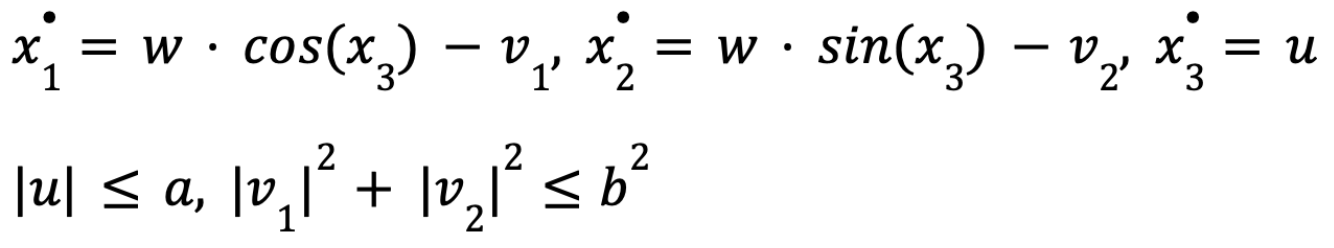 ẋ₁ = w · cos(x₃) − v₁, ẋ₂ = w · sin(x₃) − v₂, ẋ₃ = u
|u| ≤ a, |v₁|² + |v₂|² ≤ b²